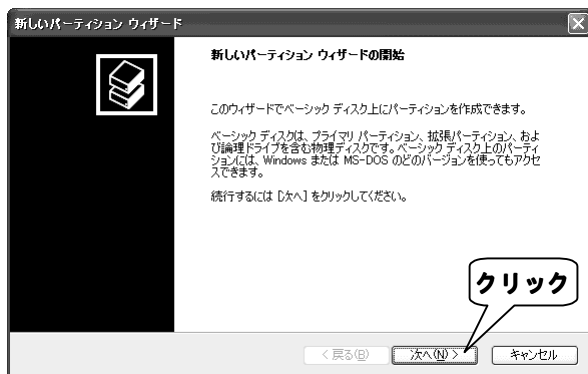 新しいパーティション ウィザード
新しいパーティション ウィザードの開始
このウィザードでベーシック ディスク上にパーティションを作成できます。
ベーシック ディスクは、プライマリ パーティション、拡張パーティション、およ
び論理ドライブを含む物理ディスクです。ベーシック ディスク上のパーティ
ションには、Windows または MS-DOS のどのバージョンを使ってもアクセ
スできます。
続行するには [次へ] をクリックしてください。
クリック
< 戻る(B)
次へ(N) >
キャンセル